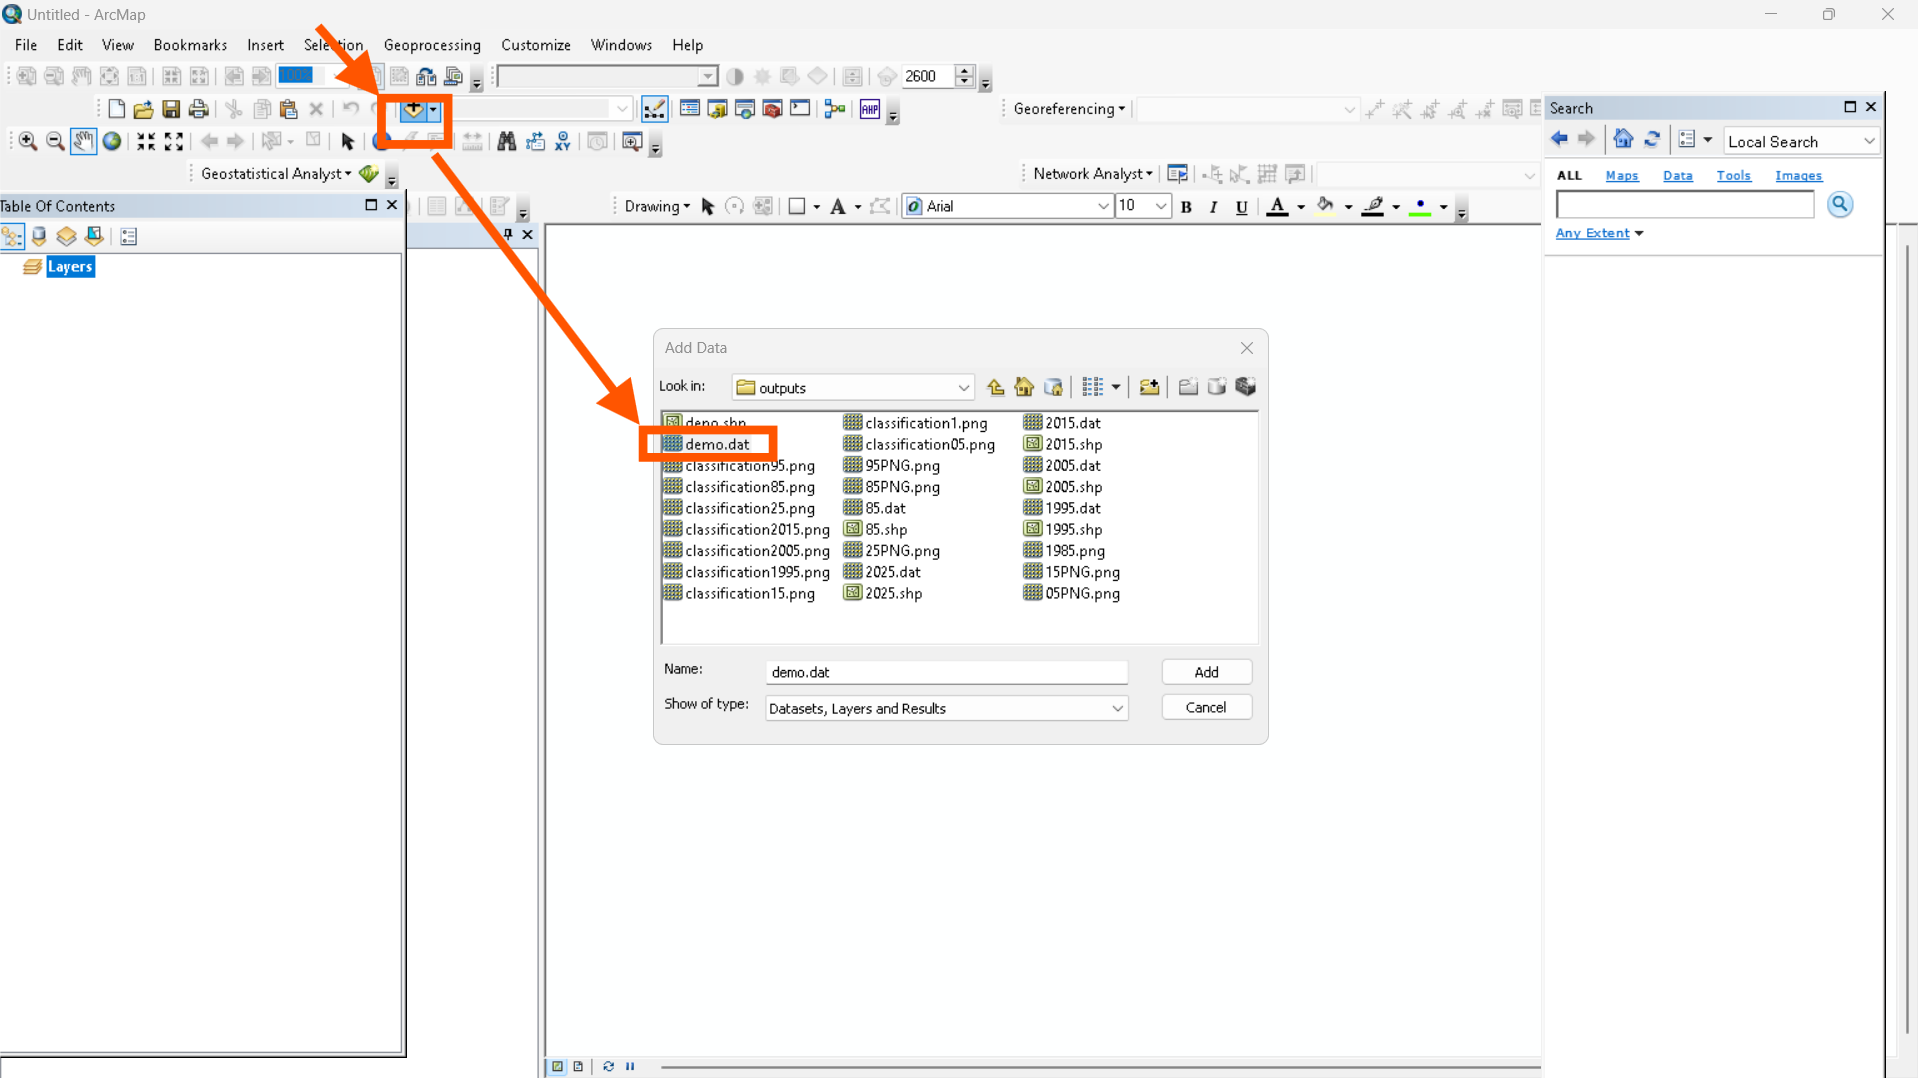 Untitled - ArcMap
File Edit View Bookmarks Insert Selection Geoprocessing Customize Windows Help
100%
2600
AHP
Georeferencing
Search
XY
Local Search
Geostatistical Analyst
Network Analyst
ALL Maps Data Tools Images
Table Of Contents
Drawing
A
Arial
10
B I U A
Any Extent
Layers
Add Data
Look in:
outputs
deno.shp
demo.dat
classification95.png
classification85.png
classification25.png
classification2015.png
classification2005.png
classification1995.png
classification15.png
classification1.png
classification05.png
95PNG.png
85PNG.png
85.dat
85.shp
25PNG.png
2025.dat
2025.shp
2015.dat
2015.shp
2005.dat
2005.shp
1995.dat
1995.shp
1985.png
15PNG.png
05PNG.png
Name:
demo.dat
Add
Show of type:
Datasets, Layers and Results
Cancel